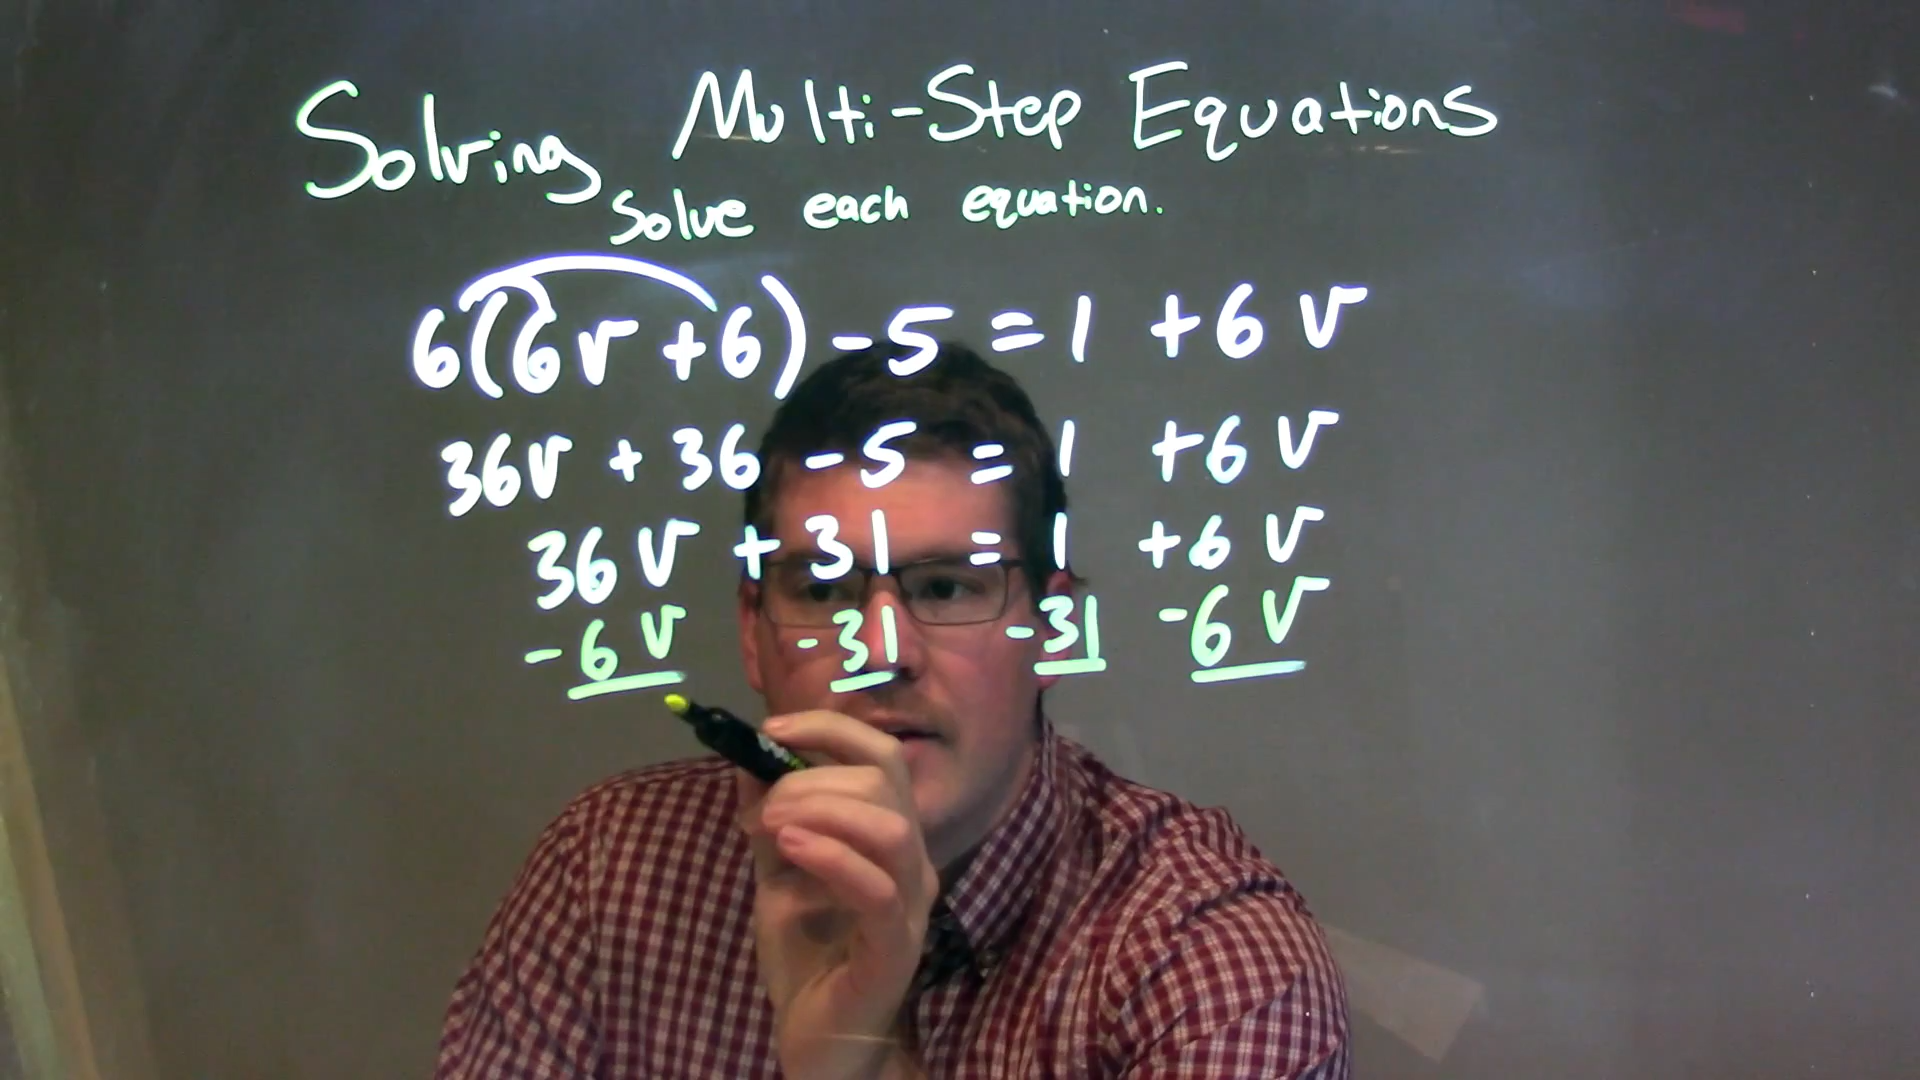 Solving Multi-Step Equations
Solve each equation.
6(6v+6)-5=1+6v
36v+36-5=1+6v
36v+31=1+6v
-6v -31 -31 -6v